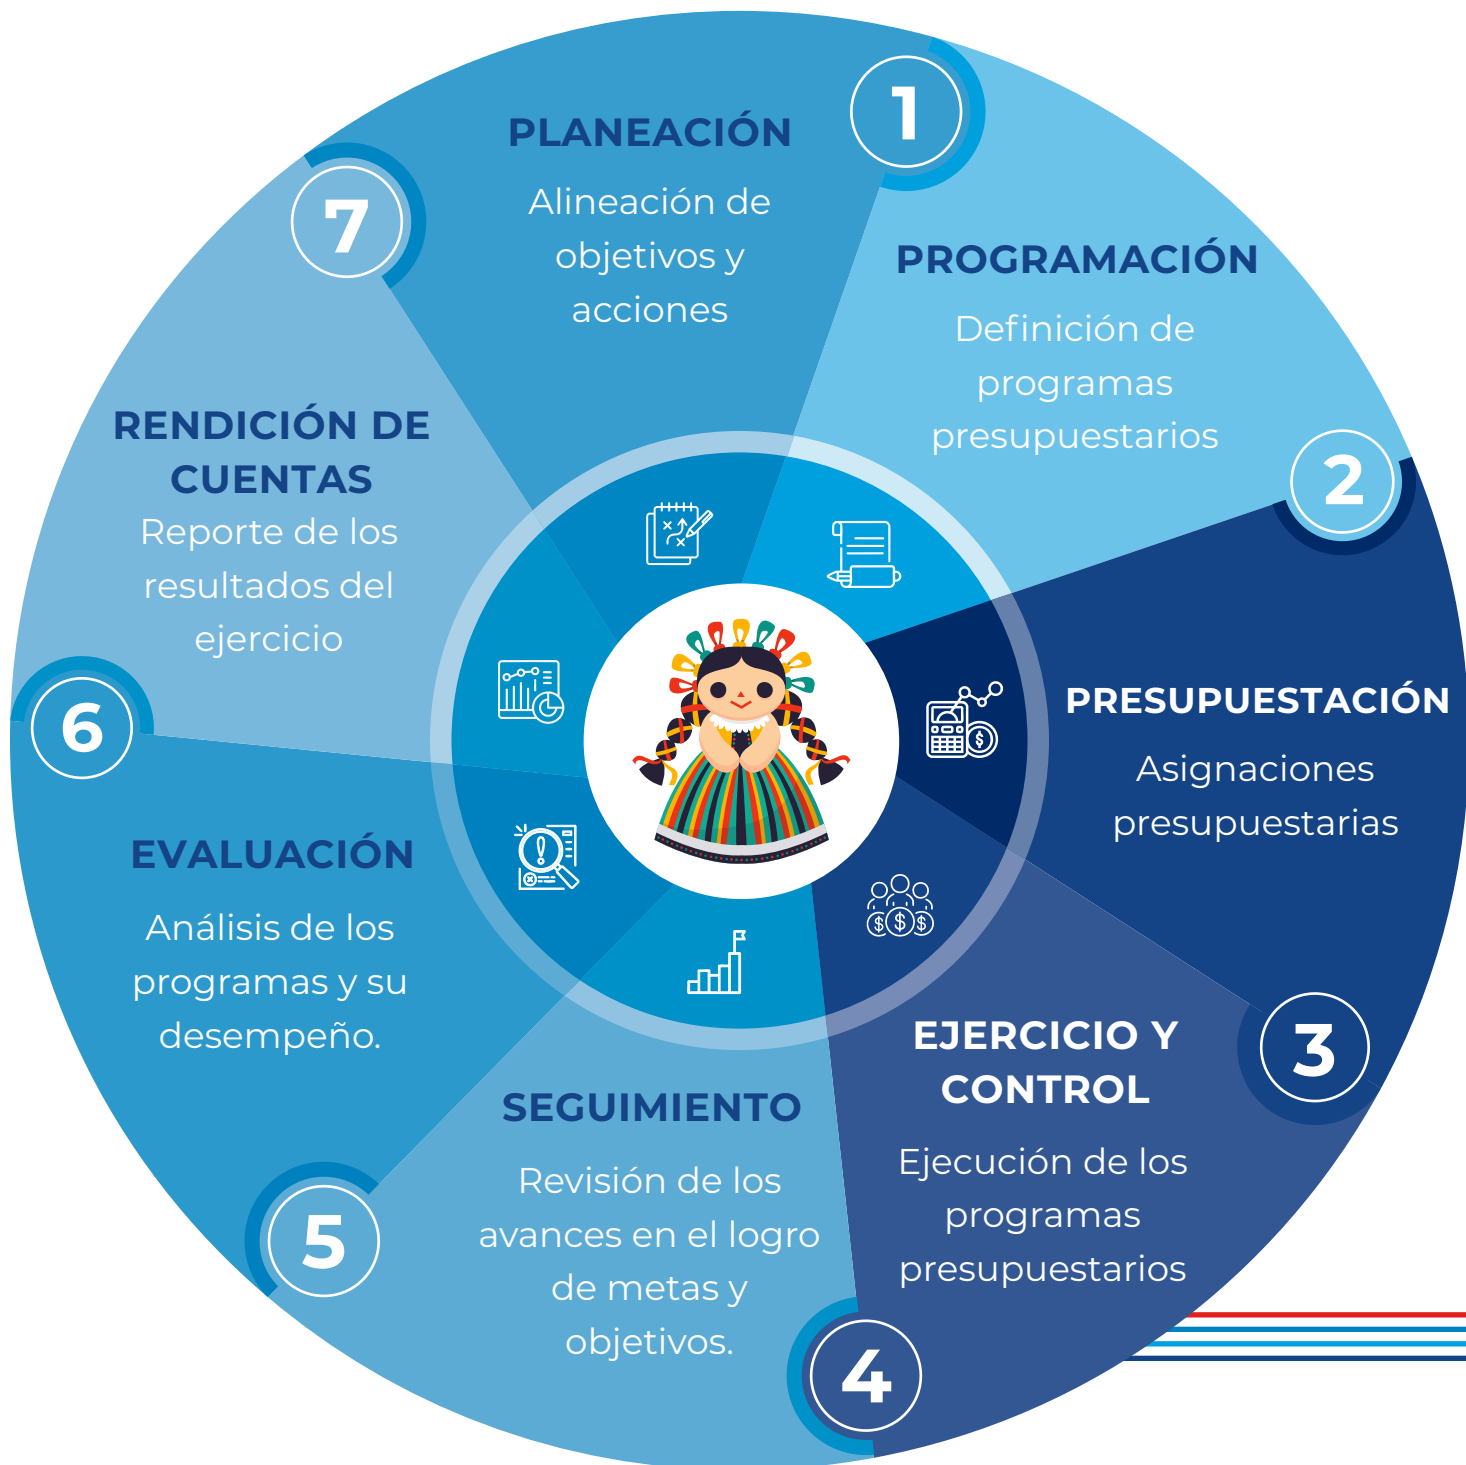 1
PLANEACIÓN
Alineación de
objetivos y
acciones
2
PROGRAMACIÓN
Definición de
programas
presupuestarios
3
PRESUPUESTACIÓN
Asignaciones
presupuestarias
4
EJERCICIO Y
CONTROL
Ejecución de los
programas
presupuestarios
5
SEGUIMIENTO
Revisión de los
avances en el logro
de metas y
objetivos.
6
EVALUACIÓN
Análisis de los
programas y su
desempeño.
7
RENDICIÓN DE
CUENTAS
Reporte de los
resultados del
ejercicio